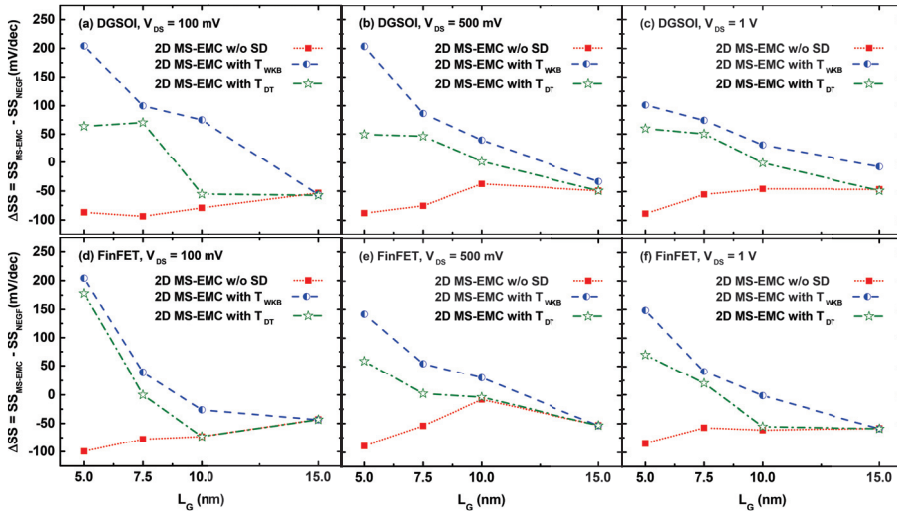 (a) DGSOI, V_DS = 100 mV
2D MS-EMC w/o SD
2D MS-EMC with T_WKB
2D MS-EMC with T_DT
250
200
150
100
50
0
-50
-100
ΔSS = SS_MS-EMC - SS_NEGF (mV/dec)
(b) DGSOI, V_DS = 500 mV
2D MS-EMC w/o SD
2D MS-EMC with T_WKB
2D MS-EMC with T_D-
(c) DGSOI, V_DS = 1 V
2D MS-EMC w/o SD
2D MS-EMC with T_WKB
2D MS-EMC with T_D-
(d) FinFET, V_DS = 100 mV
2D MS-EMC w/o SD
2D MS-EMC with T_WKB
2D MS-EMC with T_DT
250
200
150
100
50
0
-50
-100
ΔSS = SS_MS-EMC - SS_NEGF (mV/dec)
5.0 7.5 10.0 15.0
L_G (nm)
(e) FinFET, V_DS = 500 mV
2D MS-EMC w/o SD
2D MS-EMC with T_WKB
2D MS-EMC with T_D-
5.0 7.5 10.0 15.0
L_G (nm)
(f) FinFET, V_DS = 1 V
2D MS-EMC w/o SD
2D MS-EMC with T_WKB
2D MS-EMC with T_D-
5.0 7.5 10.0 15.0
L_G (nm)